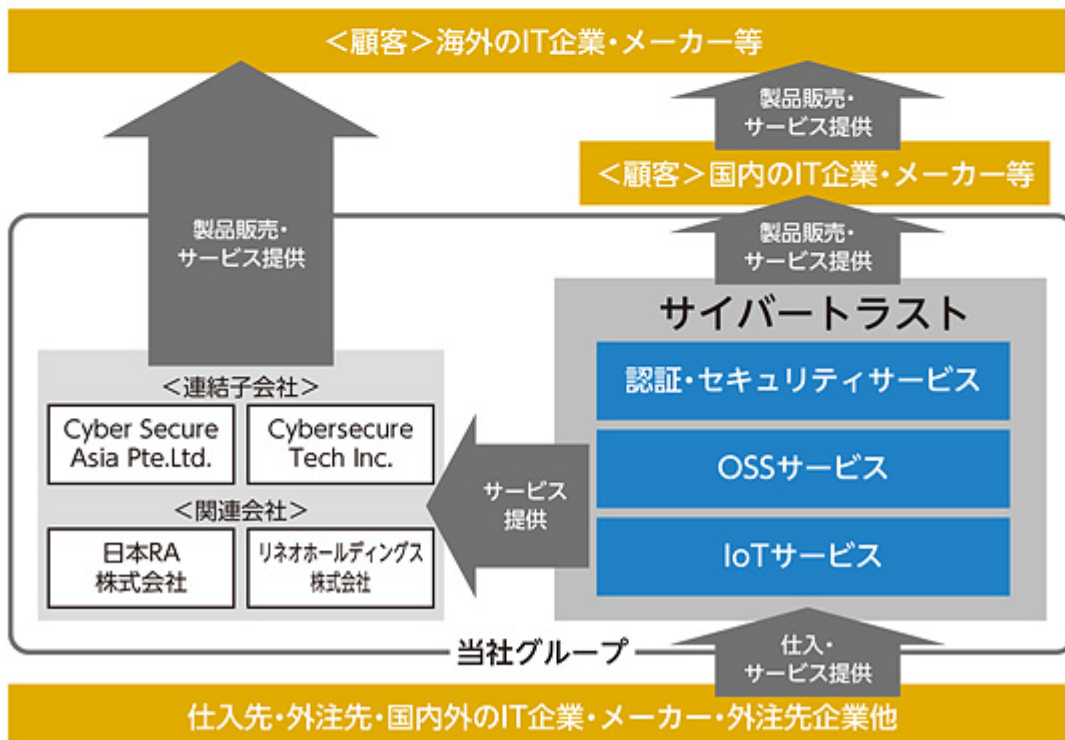 ＜顧客＞海外のIT企業・メーカー等
製品販売・
サービス提供
＜顧客＞国内のIT企業・メーカー等
製品販売・
サービス提供
製品販売・
サービス提供
サイバートラスト
認証・セキュリティサービス
OSSサービス
IoTサービス
サービス
提供
＜連結子会社＞
Cyber Secure
Asia Pte.Ltd.
Cybersecure
Tech Inc.
＜関連会社＞
日本RA
株式会社
リネオホールディングス
株式会社
当社グループ
仕入・
サービス提供
仕入先・外注先・国内外のIT企業・メーカー・外注先企業他